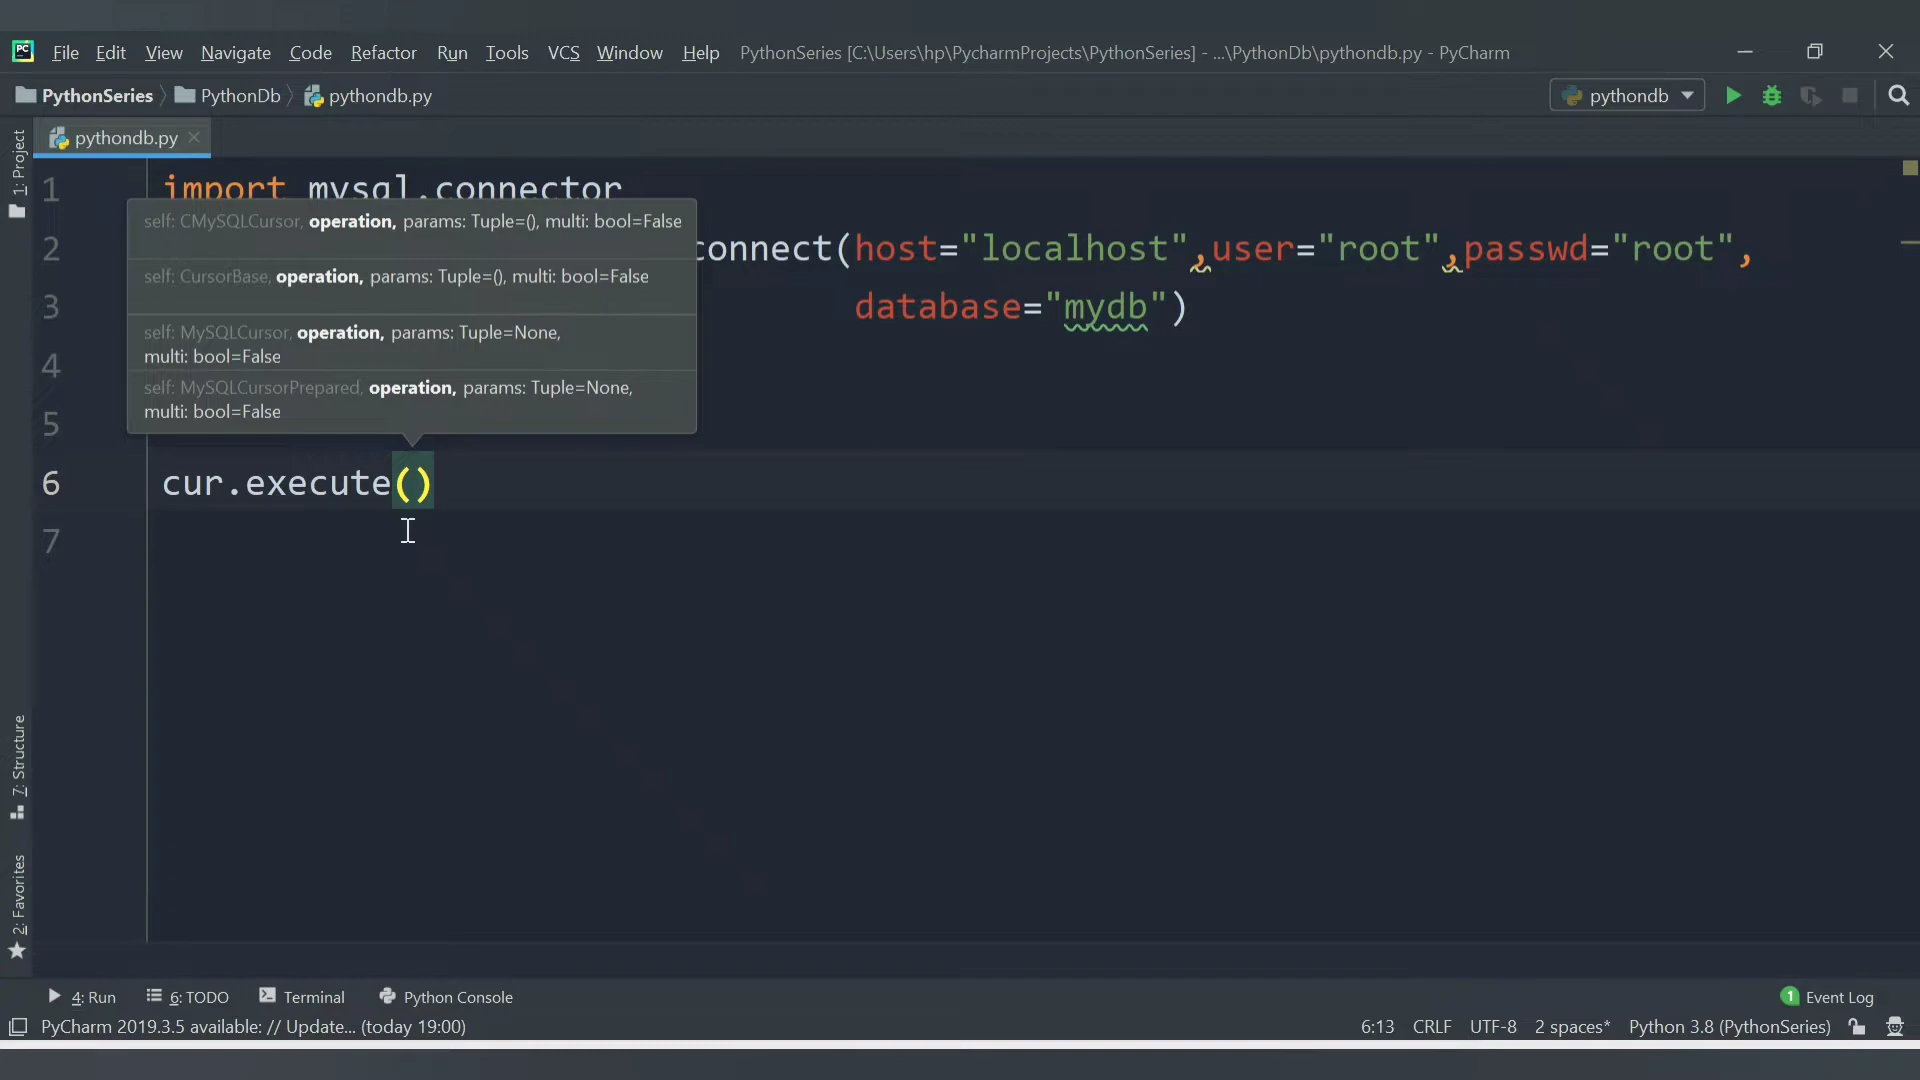 File Edit View Navigate Code Refactor Run Tools VCS Window Help PythonSeries [C:\Users\hp\PycharmProjects\PythonSeries] - ...\PythonDb\pythondb.py - PyCharm
PythonSeries PythonDb pythondb.py pythondb
pythondb.py
1: Project
1 import mysql.connector
self: CMySQLCursor, operation, params: Tuple=(), multi: bool=False
2 connect(host="localhost",user="root",passwd="root",
self: CursorBase, operation, params: Tuple=(), multi: bool=False
3 database="mydb")
self: MySQLCursor, operation, params: Tuple=None,
multi: bool=False
4
self: MySQLCursorPrepared, operation, params: Tuple=None,
multi: bool=False
5
6 cur.execute()
7
7: Structure
2: Favorites
4: Run 6: TODO Terminal Python Console 1 Event Log
PyCharm 2019.3.5 available: // Update... (today 19:00) 6:13 CRLF UTF-8 2 spaces* Python 3.8 (PythonSeries)